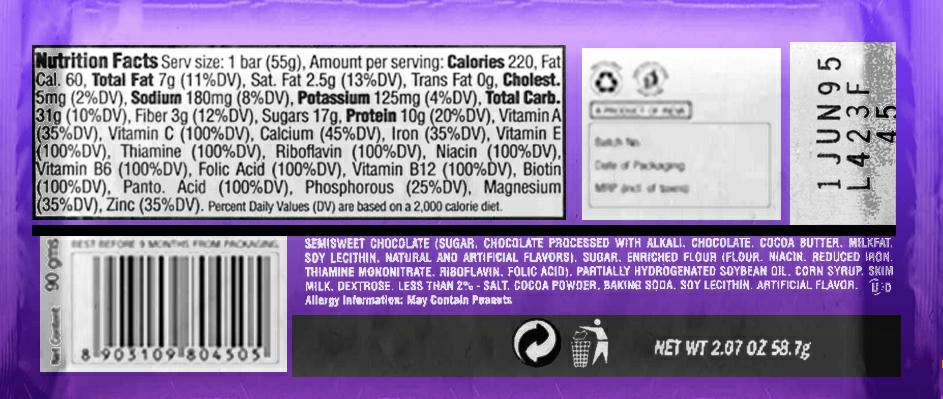 Nutrition Facts Serv size: 1 bar (55g), Amount per serving: Calories 220, Fat
Cal. 60, Total Fat 7g (11%DV), Sat. Fat 2.5g (13%DV), Trans Fat 0g, Cholest.
5mg (2%DV), Sodium 180mg (8%DV), Potassium 125mg (4%DV), Total Carb.
31g (10%DV), Fiber 3g (12%DV), Sugars 17g, Protein 10g (20%DV), Vitamin A
(35%DV), Vitamin C (100%DV), Calcium (45%DV), Iron (35%DV), Vitamin E
(100%DV), Thiamine (100%DV), Riboflavin (100%DV), Niacin (100%DV),
Vitamin B6 (100%DV), Folic Acid (100%DV), Vitamin B12 (100%DV), Biotin
(100%DV), Panto. Acid (100%DV), Phosphorous (25%DV), Magnesium
(35%DV), Zinc (35%DV). Percent Daily Values (DV) are based on a 2,000 calorie diet.
A PRODUCT OF INDIA
Batch No.
Date of Packaging
MRP (incl. of taxes)
1 JUN95
L423F
45
Net Content 90 gms
BEST BEFORE 9 MONTHS FROM PACKAGING
8 903109 804505
SEMISWEET CHOCOLATE (SUGAR, CHOCOLATE PROCESSED WITH ALKALI, CHOCOLATE, COCOA BUTTER, MILKFAT,
SOY LECITHIN, NATURAL AND ARTIFICIAL FLAVORS), SUGAR, ENRICHED FLOUR (FLOUR, NIACIN, REDUCED IRON,
THIAMINE MONONITRATE, RIBOFLAVIN, FOLIC ACID), PARTIALLY HYDROGENATED SOYBEAN OIL, CORN SYRUP, SKIM
MILK, DEXTROSE, LESS THAN 2% - SALT, COCOA POWDER, BAKING SODA, SOY LECITHIN, ARTIFICIAL FLAVOR. U D
Allergy Information: May Contain Peanuts
NET WT 2.07 OZ 58.7g